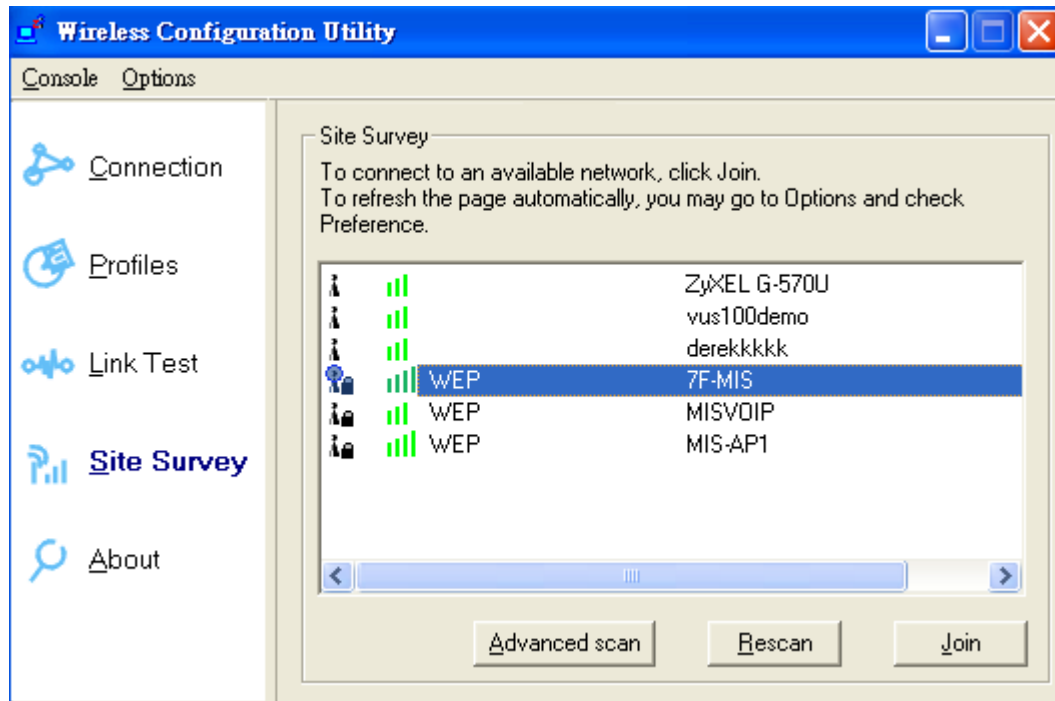 Wireless Configuration Utility
Console Options
Connection
Profiles
Link Test
Site Survey
About
Site Survey
To connect to an available network, click Join.
To refresh the page automatically, you may go to Options and check
Preference.
ZyXEL G-570U
vus100demo
derekkkkk
WEP 7F-MIS
WEP MISVOIP
WEP MIS-AP1
Advanced scan Rescan Join